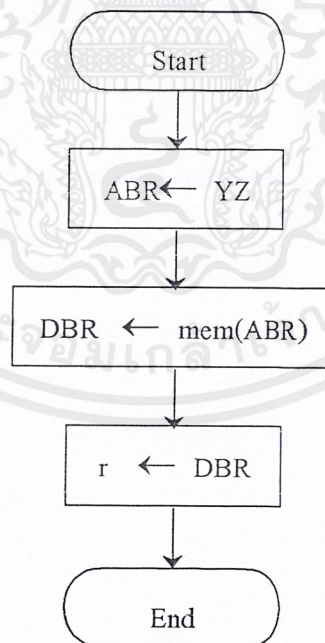 Start
ABR ← YZ
DBR ← mem(ABR)
r ← DBR
End